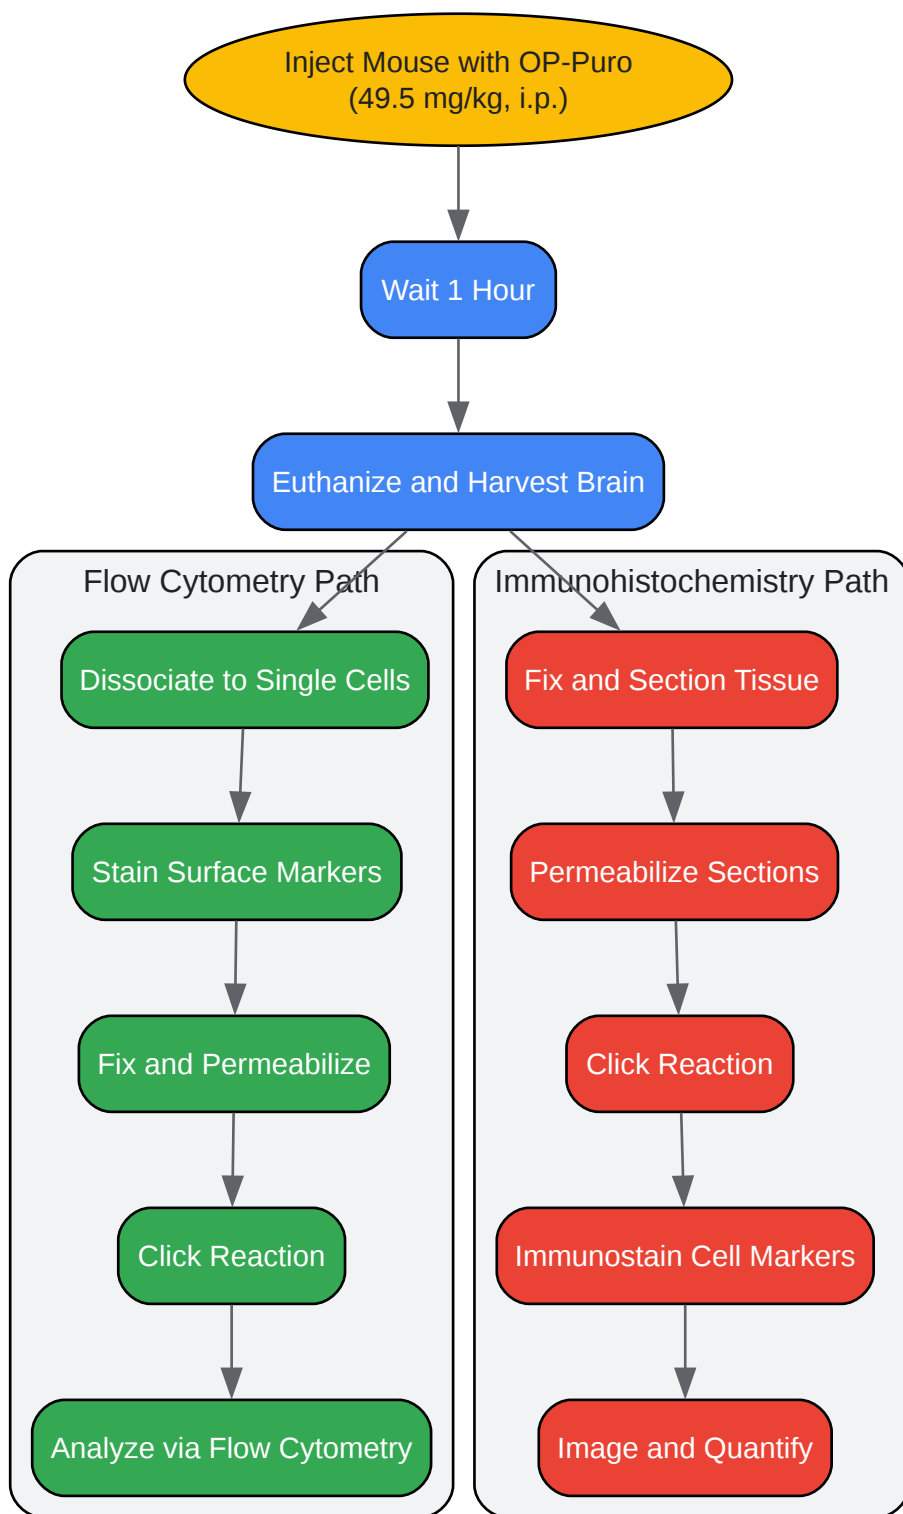 Inject Mouse with OP-Puro
(49.5 mg/kg, i.p.)
Wait 1 Hour
Euthanize and Harvest Brain
Flow Cytometry Path
Dissociate to Single Cells
Stain Surface Markers
Fix and Permeabilize
Click Reaction
Analyze via Flow Cytometry
Immunohistochemistry Path
Fix and Section Tissue
Permeabilize Sections
Click Reaction
Immunostain Cell Markers
Image and Quantify